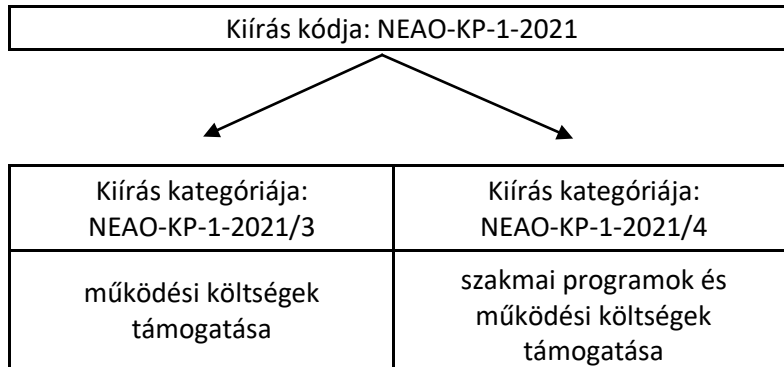 Kiírás kódja: NEAO-KP-1-2021
Kiírás kategóriája:
NEAO-KP-1-2021/3
Kiírás kategóriája:
NEAO-KP-1-2021/4
működési költségek
támogatása
szakmai programok és
működési költségek
támogatása